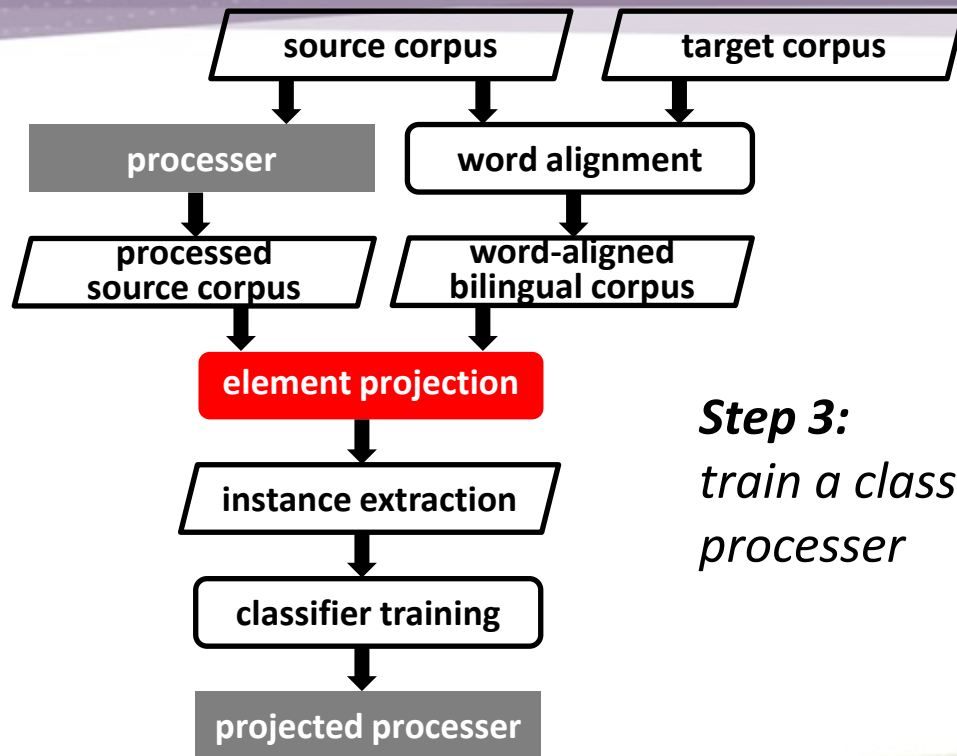 source corpus
target corpus
processer
word alignment
processed
source corpus
word-aligned
bilingual corpus
element projection
Step 3:
train a class
processer
instance extraction
classifier training
projected processer